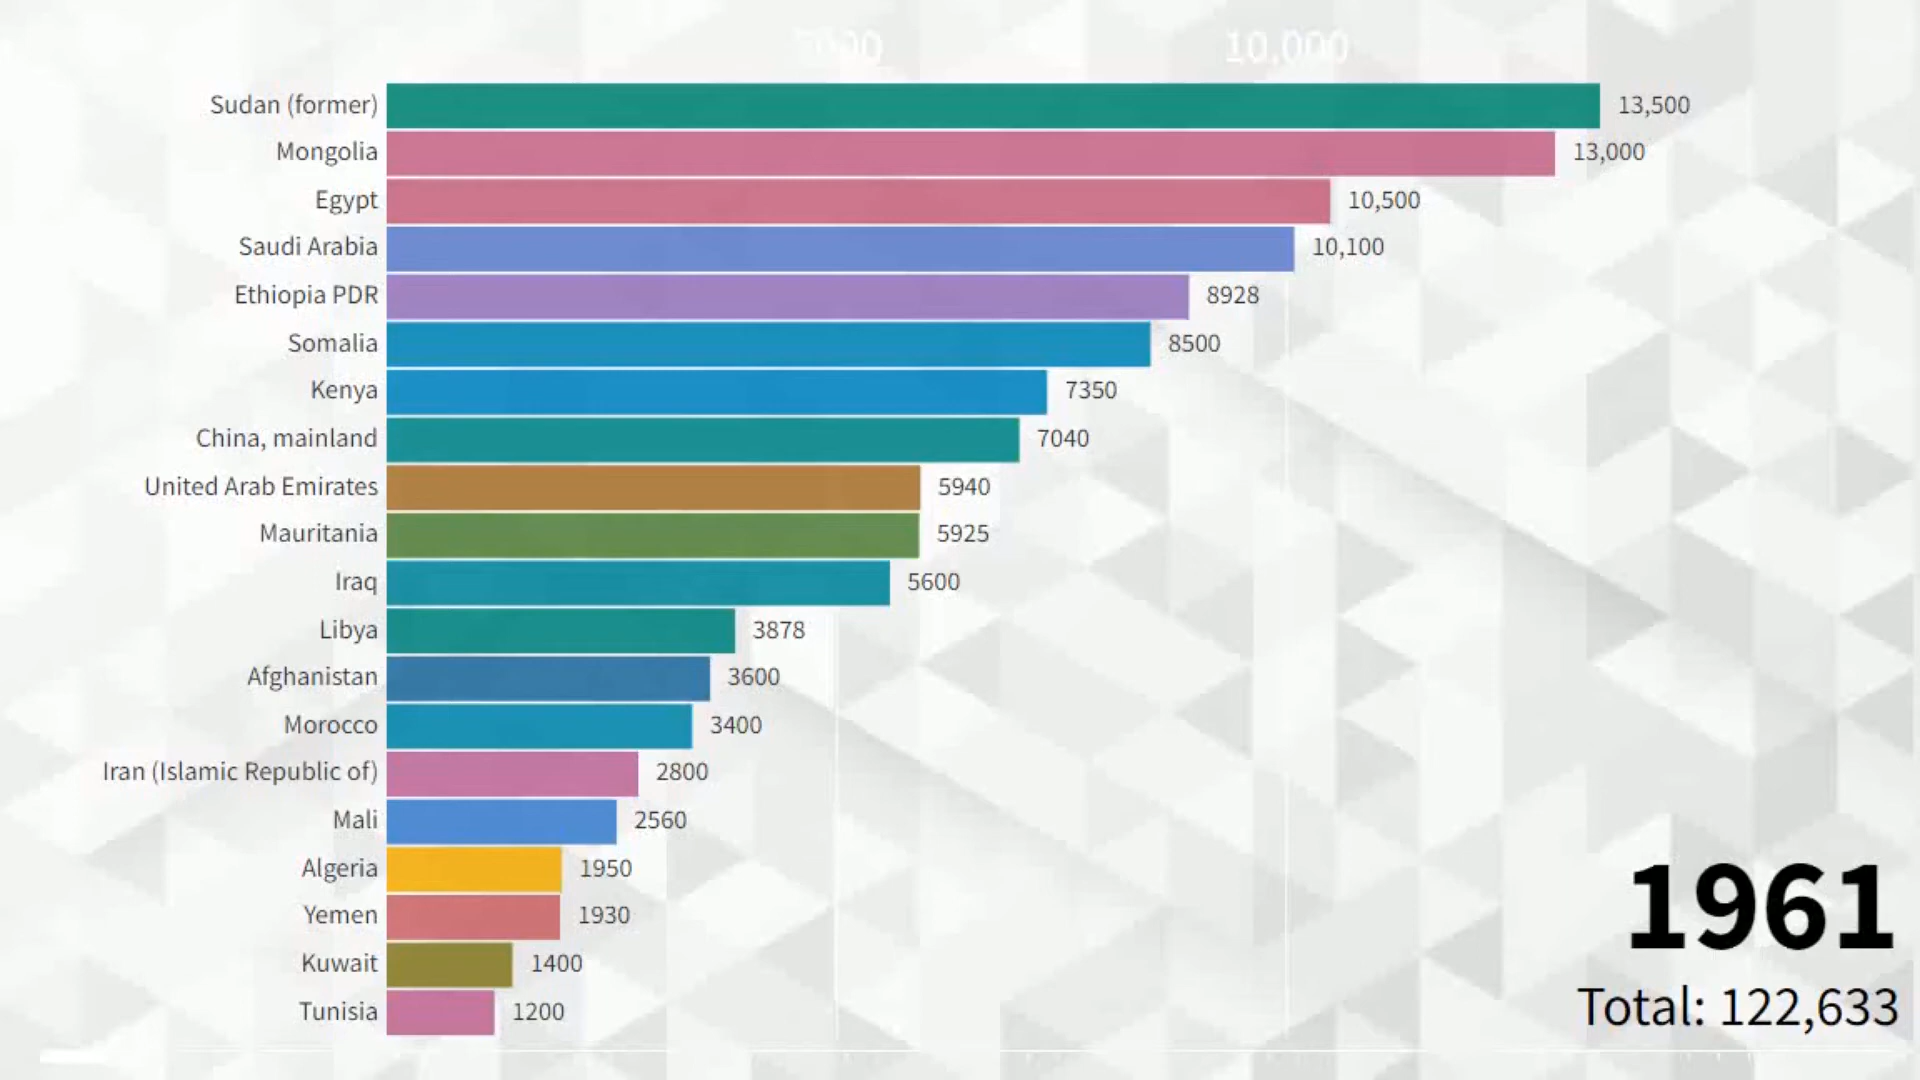 5000 10,000
Sudan (former) 13,500
Mongolia 13,000
Egypt 10,500
Saudi Arabia 10,100
Ethiopia PDR 8928
Somalia 8500
Kenya 7350
China, mainland 7040
United Arab Emirates 5940
Mauritania 5925
Iraq 5600
Libya 3878
Afghanistan 3600
Morocco 3400
Iran (Islamic Republic of) 2800
Mali 2560
Algeria 1950
Yemen 1930
Kuwait 1400
Tunisia 1200
1961
Total: 122,633